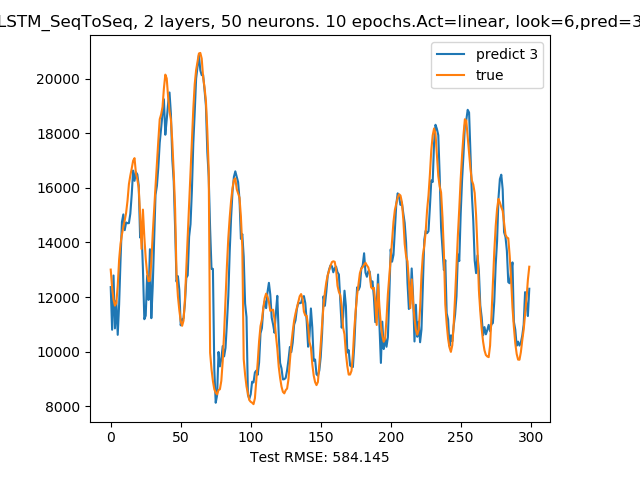 LSTM_SeqToSeq, 2 layers, 50 neurons. 10 epochs.Act=linear, look=6,pred=3
predict 3
true
20000
18000
16000
14000
12000
10000
8000
0 50 100 150 200 250 300
Test RMSE: 584.145